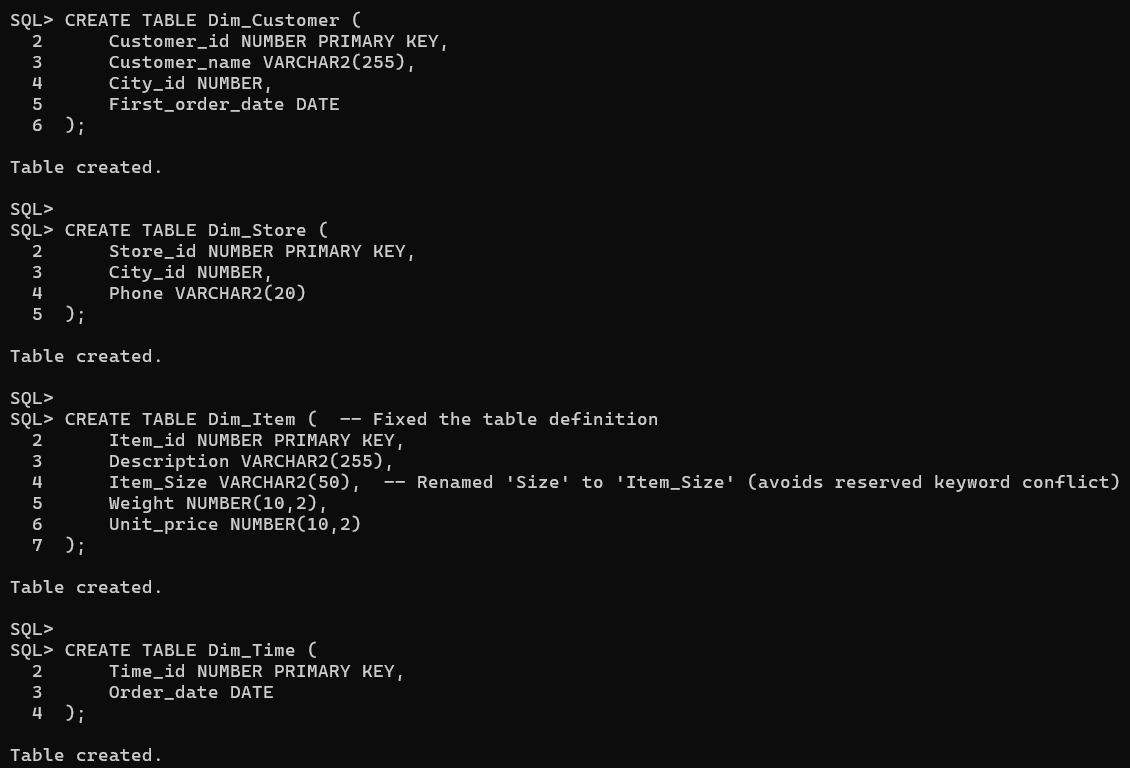 SQL> CREATE TABLE Dim_Customer (
  2      Customer_id NUMBER PRIMARY KEY,
  3      Customer_name VARCHAR2(255),
  4      City_id NUMBER,
  5      First_order_date DATE
  6  );
Table created.
SQL>
SQL> CREATE TABLE Dim_Store (
  2      Store_id NUMBER PRIMARY KEY,
  3      City_id NUMBER,
  4      Phone VARCHAR2(20)
  5  );
Table created.
SQL>
SQL> CREATE TABLE Dim_Item (  -- Fixed the table definition
  2      Item_id NUMBER PRIMARY KEY,
  3      Description VARCHAR2(255),
  4      Item_Size VARCHAR2(50),  -- Renamed 'Size' to 'Item_Size' (avoids reserved keyword conflict)
  5      Weight NUMBER(10,2),
  6      Unit_price NUMBER(10,2)
  7  );
Table created.
SQL>
SQL> CREATE TABLE Dim_Time (
  2      Time_id NUMBER PRIMARY KEY,
  3      Order_date DATE
  4  );
Table created.